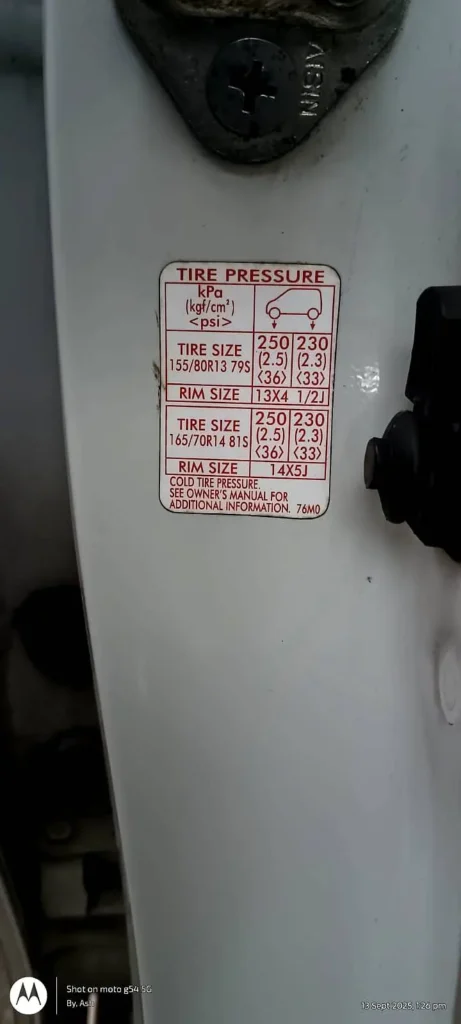 AISIN
TIRE PRESSURE
kPa
(kgf/cm²)
<psi>
TIRE SIZE
155/80R13 79S
250 230
(2.5) (2.3)
<36> <33>
RIM SIZE 13X4 1/2J
TIRE SIZE
165/70R14 81S
250 230
(2.5) (2.3)
<36> <33>
RIM SIZE 14X5J
COLD TIRE PRESSURE.
SEE OWNER'S MANUAL FOR
ADDITIONAL INFORMATION. 76M0
Shot on moto g54 5G
By, Ash
13 Sept 2025, 1:26 pm